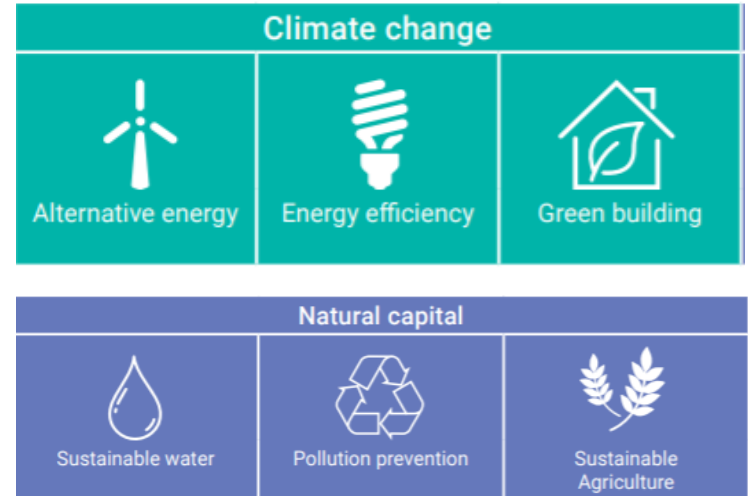 Climate change
Alternative energy
Energy efficiency
Green building
Natural capital
Sustainable water
Pollution prevention
Sustainable
Agriculture